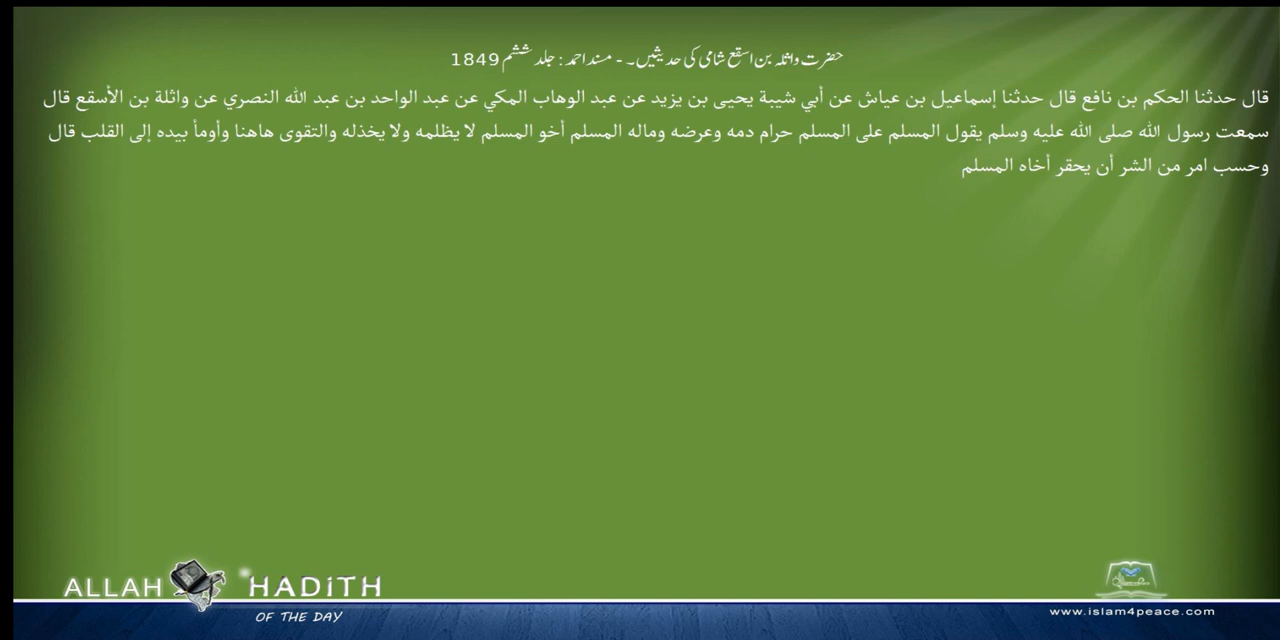 حضرت واثلہ بن اسقع شامی کی حدیثیں۔ - مسند احمد : جلد ششم 1849
قال حدثنا الحكم بن نافع قال حدثنا إسماعيل بن عياش عن أبي شيبة يحيى بن يزيد عن عبد الوهاب المكي عن عبد الواحد بن عبد الله النصري عن واثلة بن الأسقع قال
سمعت رسول الله صلى الله عليه وسلم يقول المسلم على المسلم حرام دمه وعرضه وماله المسلم أخو المسلم لا يظلمه ولا يخذله والتقوى هاهنا وأومأ بيده إلى القلب قال
وحسب امر من الشر أن يحقر أخاه المسلم
ALLAH HADITH
OF THE DAY
www.islam4peace.com